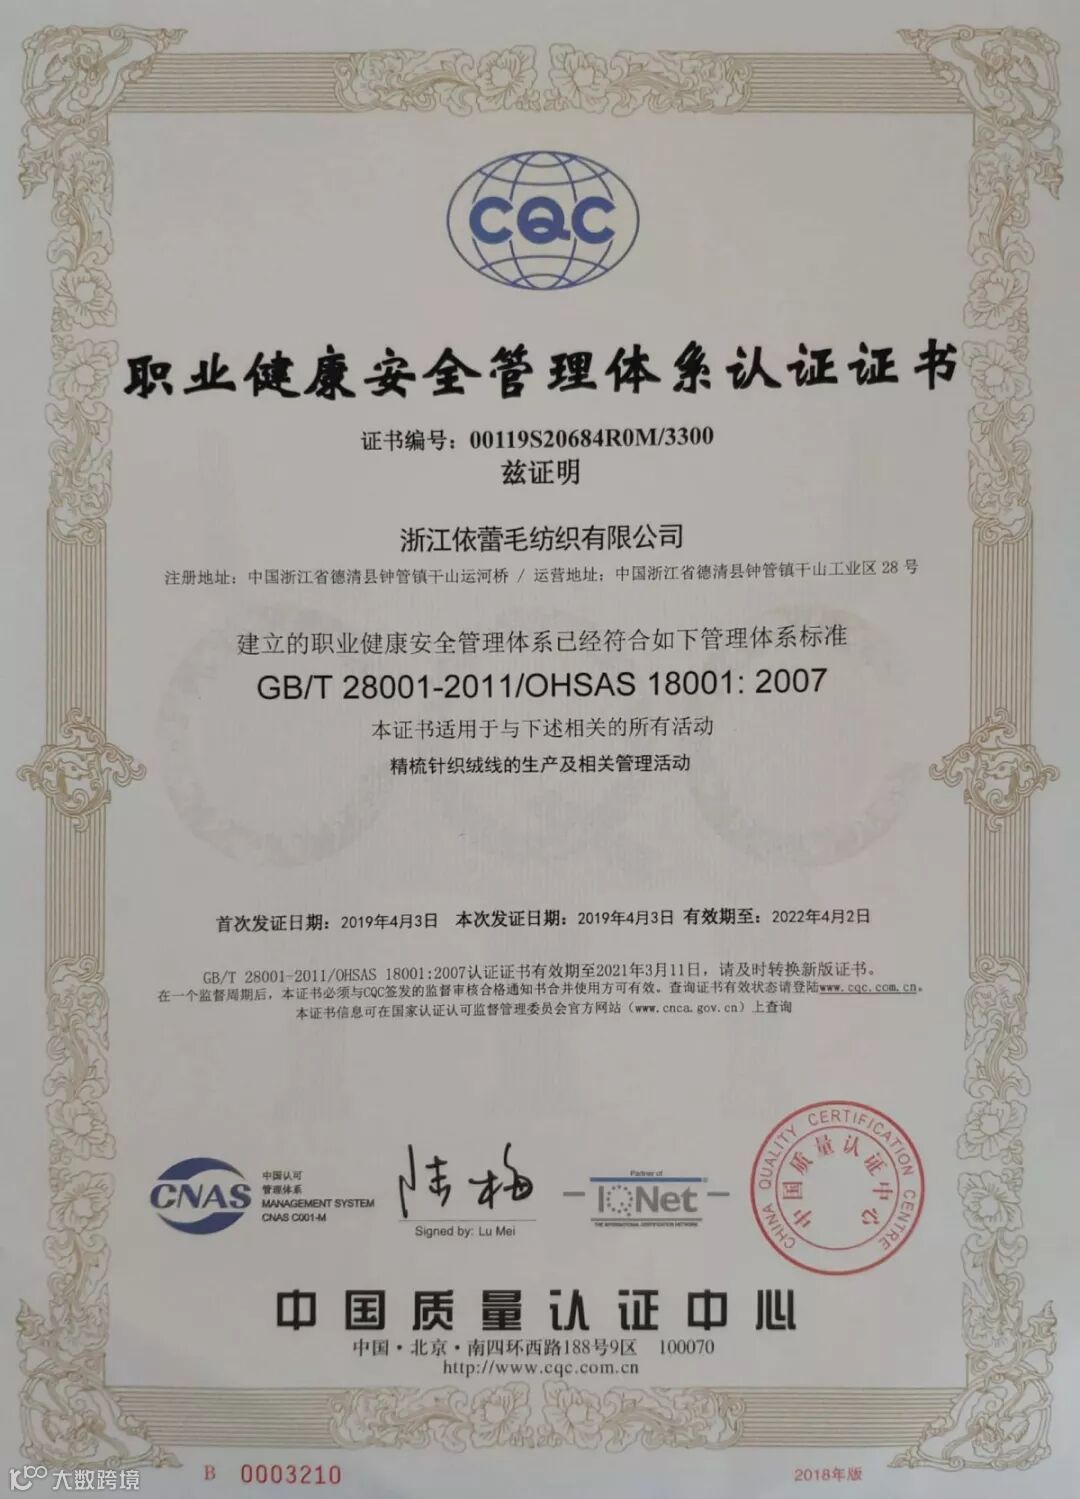 CQC
职业健康安全管理体系认证证书
证书编号：00119S20684R0M/3300
兹证明
浙江依蕾毛纺织有限公司
注册地址：中国浙江省德清县钟管镇干山运河桥 / 运营地址：中国浙江省德清县钟管镇干山工业区 28 号
建立的职业健康安全管理体系已经符合如下管理体系标准
GB/T 28001-2011/OHSAS 18001: 2007
本证书适用于与下述相关的所有活动
精梳针织绒线的生产及相关管理活动
首次发证日期：2019年4月3日 本次发证日期：2019年4月3日 有效期至：2022年4月2日
GB/T 28001-2011/OHSAS 18001:2007认证证书有效期至2021年3月11日，请及时转换新版证书。
在一个监督周期后，本证书必须与CQC签发的监督审核合格通知书合并使用方可有效。查询证书有效状态请登陆www.cqc.com.cn。
本证书信息可在国家认证认可监督管理委员会官方网站（www.cnca.gov.cn）上查询
CNAS
中国认可
管理体系
MANAGEMENT SYSTEM
CNAS C001-M
陆梅
Signed by: Lu Mei
Partner of
IQNet
THE INTERNATIONAL CERTIFICATION NETWORK
CHINA QUALITY CERTIFICATION CENTRE
中国质量认证中心
中国质量认证中心
中国·北京·南四环西路188号9区 100070
http://www.cqc.com.cn
B 0003210
2018年版
大数跨境